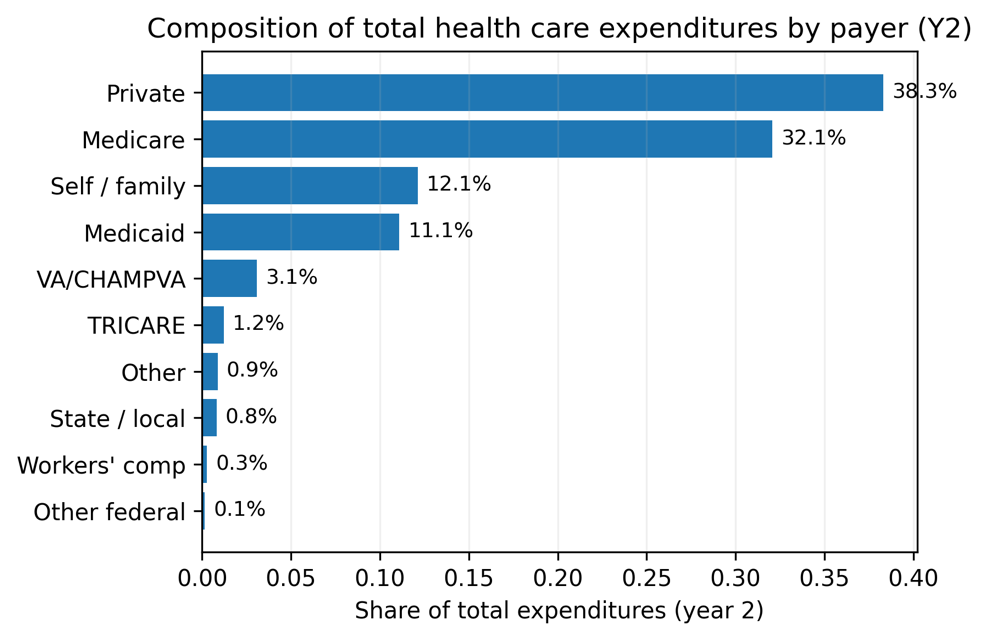 Composition of total health care expenditures by payer (Y2)
Private 38.3%
Medicare 32.1%
Self / family 12.1%
Medicaid 11.1%
VA/CHAMPVA 3.1%
TRICARE 1.2%
Other 0.9%
State / local 0.8%
Workers' comp 0.3%
Other federal 0.1%
0.00 0.05 0.10 0.15 0.20 0.25 0.30 0.35 0.40
Share of total expenditures (year 2)